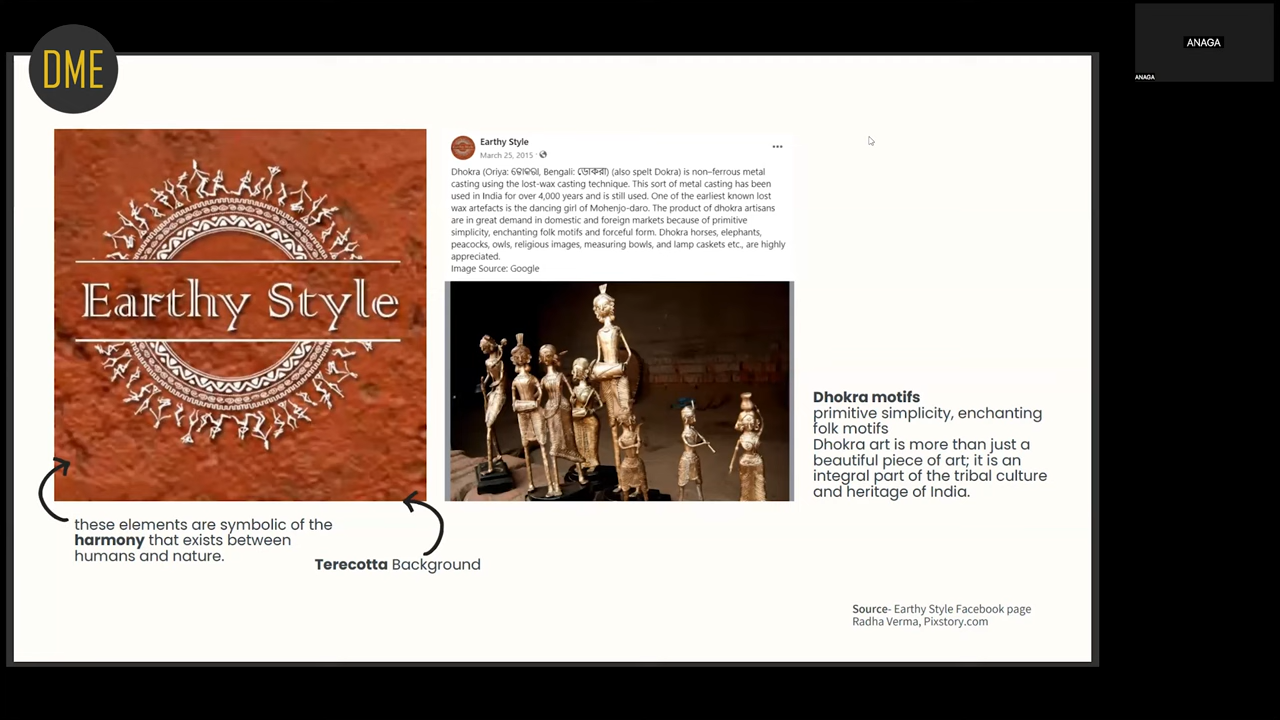 DME
ANAGA
ANAGA
Earthy Style
Earthy Style
March 25, 2015 ·
Dhokra (Oriya: ଢୋକରା, Bengali: ডোকরা) (also spelt Dokra) is non–ferrous metal
casting using the lost-wax casting technique. This sort of metal casting has been
used in India for over 4,000 years and is still used. One of the earliest known lost
wax artefacts is the dancing girl of Mohenjo-daro. The product of dhokra artisans
are in great demand in domestic and foreign markets because of primitive
simplicity, enchanting folk motifs and forceful form. Dhokra horses, elephants,
peacocks, owls, religious images, measuring bowls, and lamp caskets etc., are highly
appreciated.
Image Source: Google
Dhokra motifs
primitive simplicity, enchanting
folk motifs
Dhokra art is more than just a
beautiful piece of art; it is an
integral part of the tribal culture
and heritage of India.
these elements are symbolic of the
harmony that exists between
humans and nature.
Terecotta Background
Source- Earthy Style Facebook page
Radha Verma, Pixstory.com